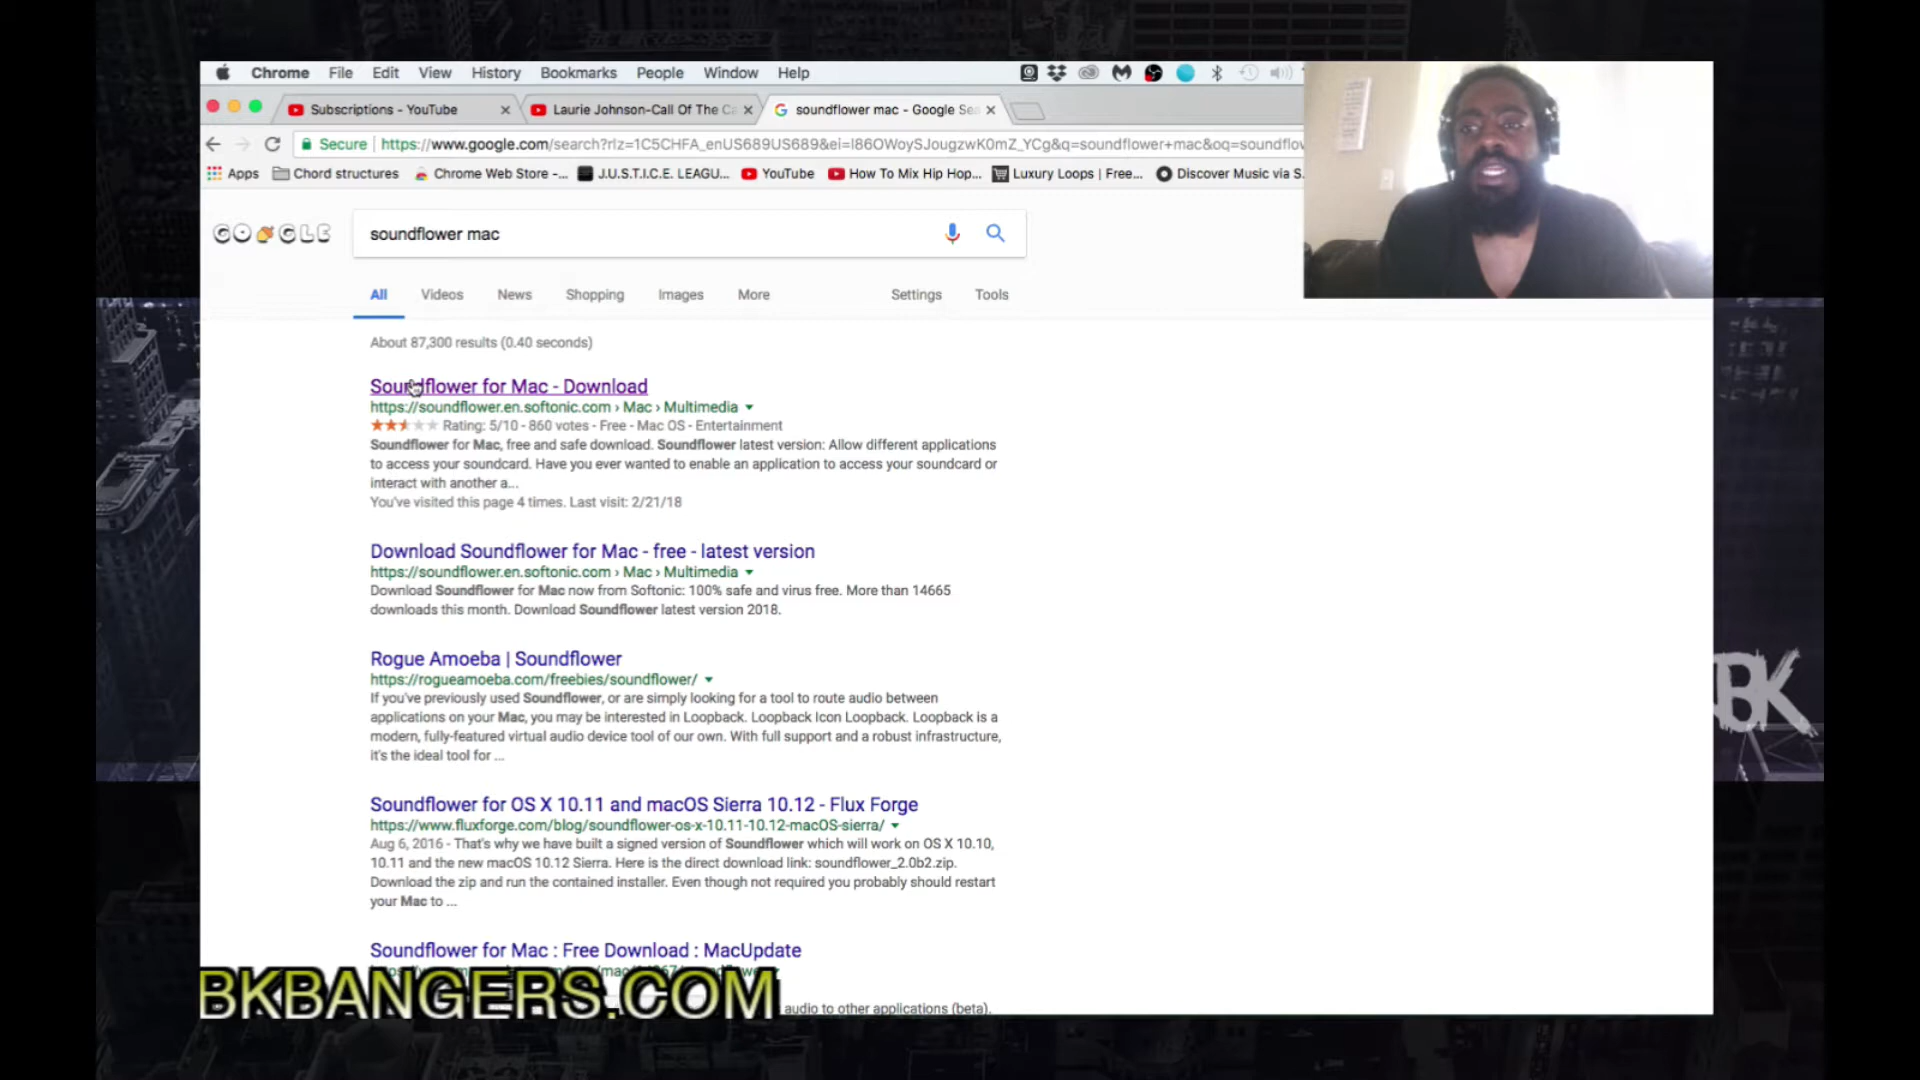 Chrome File Edit View History Bookmarks People Window Help
Subscriptions - YouTube
Laurie Johnson-Call Of The Ca
soundflower mac - Google Sea
Secure https://www.google.com/search?rlz=1C5CHFA_enUS689US689&ei=I86OWoySJougzwK0mZ_YCg&q=soundflower+mac&oq=soundflov
Apps Chord structures Chrome Web Store -... J.U.S.T.I.C.E. LEAGU... YouTube How To Mix Hip Hop... Luxury Loops | Free... Discover Music via S.
GO GLE
soundflower mac
All Videos News Shopping Images More Settings Tools
About 87,300 results (0.40 seconds)
Soundflower for Mac - Download
https://soundflower.en.softonic.com › Mac › Multimedia
Rating: 5/10 - 860 votes - Free - Mac OS - Entertainment
Soundflower for Mac, free and safe download. Soundflower latest version: Allow different applications
to access your soundcard. Have you ever wanted to enable an application to access your soundcard or
interact with another a...
You've visited this page 4 times. Last visit: 2/21/18
Download Soundflower for Mac - free - latest version
https://soundflower.en.softonic.com › Mac › Multimedia
Download Soundflower for Mac now from Softonic: 100% safe and virus free. More than 14665
downloads this month. Download Soundflower latest version 2018.
Rogue Amoeba | Soundflower
https://rogueamoeba.com/freebies/soundflower/
If you've previously used Soundflower, or are simply looking for a tool to route audio between
applications on your Mac, you may be interested in Loopback. Loopback Icon Loopback. Loopback is a
modern, fully-featured virtual audio device tool of our own. With full support and a robust infrastructure,
it's the ideal tool for ...
Soundflower for OS X 10.11 and macOS Sierra 10.12 - Flux Forge
https://www.fluxforge.com/blog/soundflower-os-x-10.11-10.12-macOS-sierra/
Aug 6, 2016 - That's why we have built a signed version of Soundflower which will work on OS X 10.10,
10.11 and the new macOS 10.12 Sierra. Here is the direct download link: soundflower_2.0b2.zip.
Download the zip and run the contained installer. Even though not required you probably should restart
your Mac to ...
Soundflower for Mac : Free Download : MacUpdate
BKBANGERS.COM
audio to other applications (beta).
BK